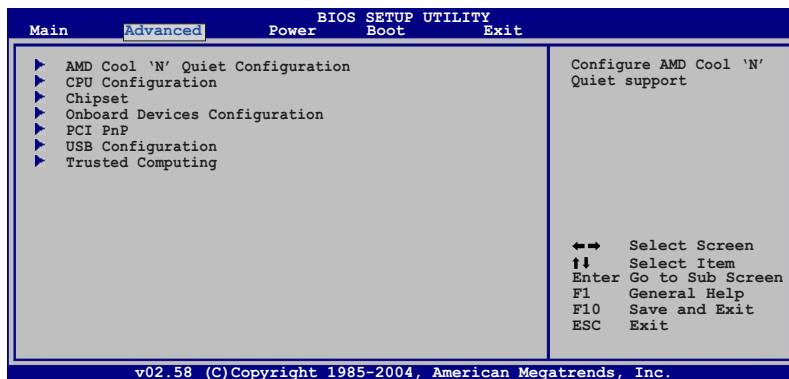 BIOS SETUP UTILITY
Main Advanced Power Boot Exit
AMD Cool ‘N’ Quiet Configuration
CPU Configuration
Chipset
Onboard Devices Configuration
PCI PnP
USB Configuration
Trusted Computing
Configure AMD Cool ‘N’
Quiet support
←→ Select Screen
↑↓ Select Item
Enter Go to Sub Screen
F1 General Help
F10 Save and Exit
ESC Exit
v02.58 (C)Copyright 1985-2004, American Megatrends, Inc.